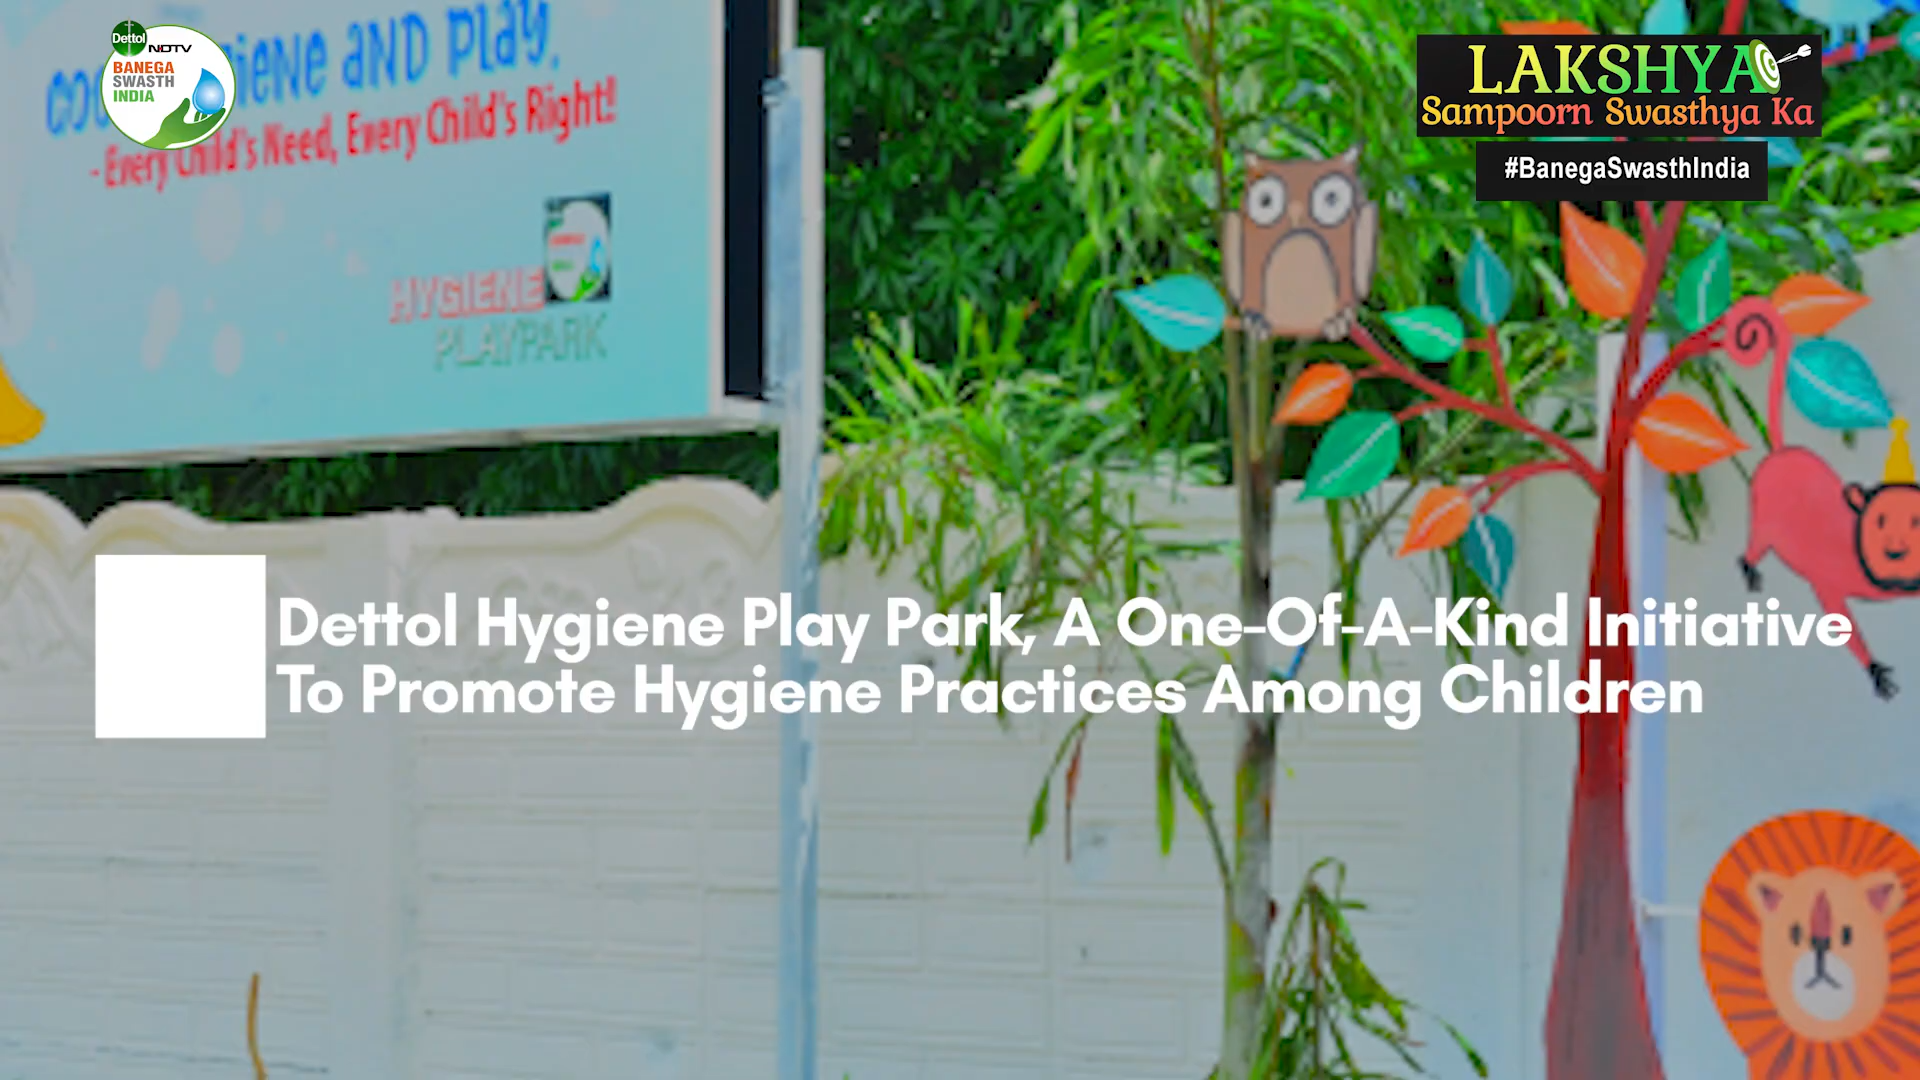 Dettol NDTV
BANEGA
SWASTH
INDIA
iene and play.
- Every Child's Need, Every Child's Right!
HYGIENE
PLAYPARK
LAKSHYA
Sampoorn Swasthya Ka
#BanegaSwasthIndia
Dettol Hygiene Play Park, A One-Of-A-Kind Initiative
To Promote Hygiene Practices Among Children